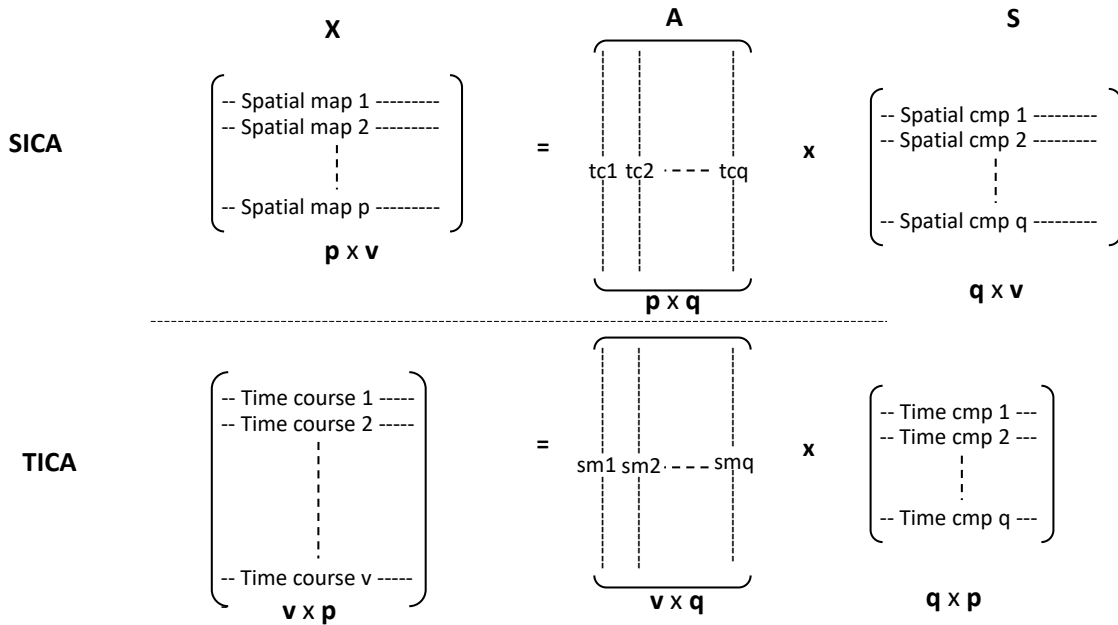 X A S
SICA
-- Spatial map 1 ---------
-- Spatial map 2 ---------
-- Spatial map p ---------
p x v
=
tc1 tc2 tcq
p x q
x
-- Spatial cmp 1 ---------
-- Spatial cmp 2 ---------
-- Spatial cmp q ---------
q x v
TICA
-- Time course 1 -----
-- Time course 2 -----
-- Time course v -----
v x p
=
sm1 sm2 smq
v x q
x
-- Time cmp 1 ---
-- Time cmp 2 ---
-- Time cmp q ---
q x p